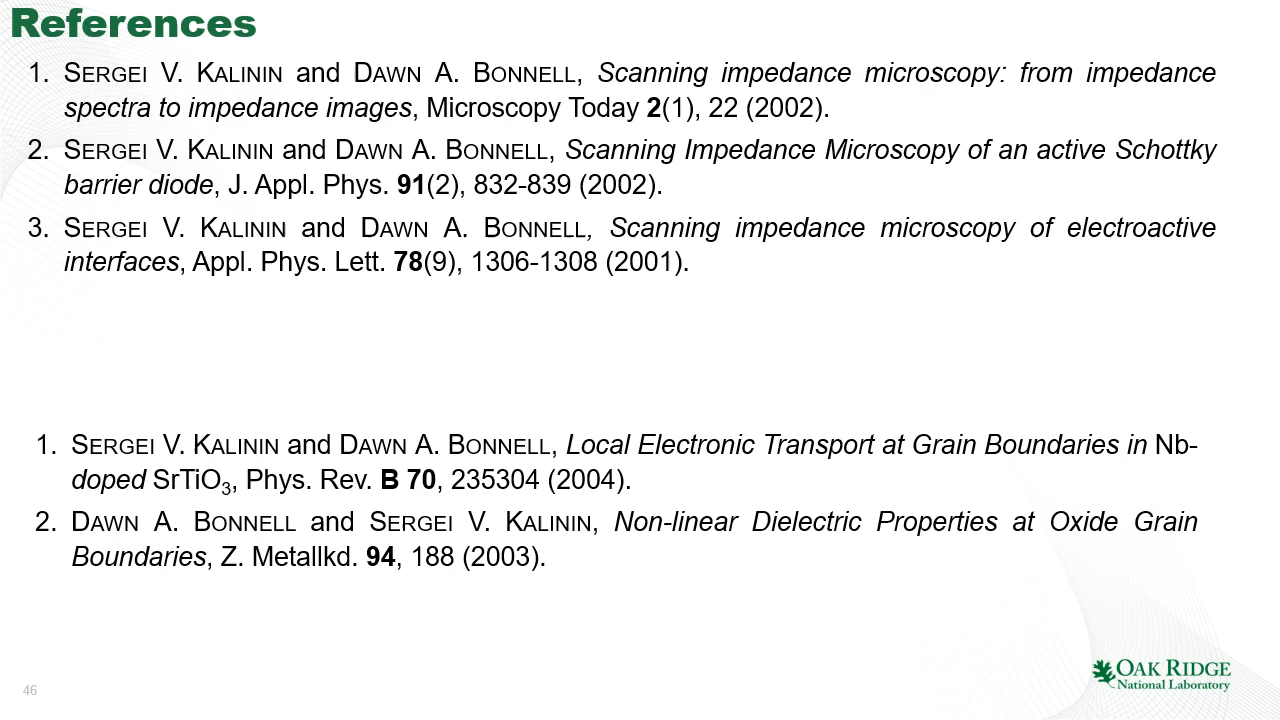 References
1. SERGEI V. KALININ and DAWN A. BONNELL, Scanning impedance microscopy: from impedance
spectra to impedance images, Microscopy Today 2(1), 22 (2002).
2. SERGEI V. KALININ and DAWN A. BONNELL, Scanning Impedance Microscopy of an active Schottky
barrier diode, J. Appl. Phys. 91(2), 832-839 (2002).
3. SERGEI V. KALININ and DAWN A. BONNELL, Scanning impedance microscopy of electroactive
interfaces, Appl. Phys. Lett. 78(9), 1306-1308 (2001).
1. SERGEI V. KALININ and DAWN A. BONNELL, Local Electronic Transport at Grain Boundaries in Nb-
doped SrTiO₃, Phys. Rev. B 70, 235304 (2004).
2. DAWN A. BONNELL and SERGEI V. KALININ, Non-linear Dielectric Properties at Oxide Grain
Boundaries, Z. Metallkd. 94, 188 (2003).
46
OAK RIDGE
National Laboratory